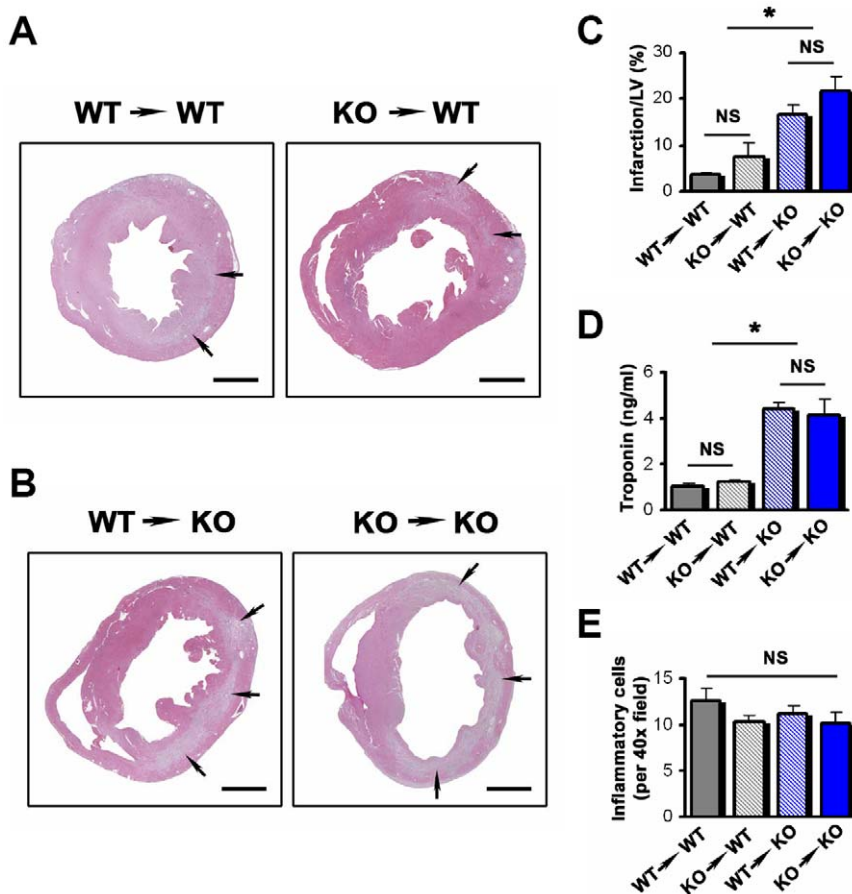 A
WT → WT
KO → WT
B
WT → KO
KO → KO
C
*
NS
NS
Infarction/LV (%)
30
20
10
0
WT → WT
KO → WT
WT → KO
KO → KO
D
*
NS
NS
Troponin (ng/ml)
6
4
2
0
WT → WT
KO → WT
WT → KO
KO → KO
E
NS
Inflammatory cells
(per 40x field)
15
10
5
0
WT → WT
KO → WT
WT → KO
KO → KO